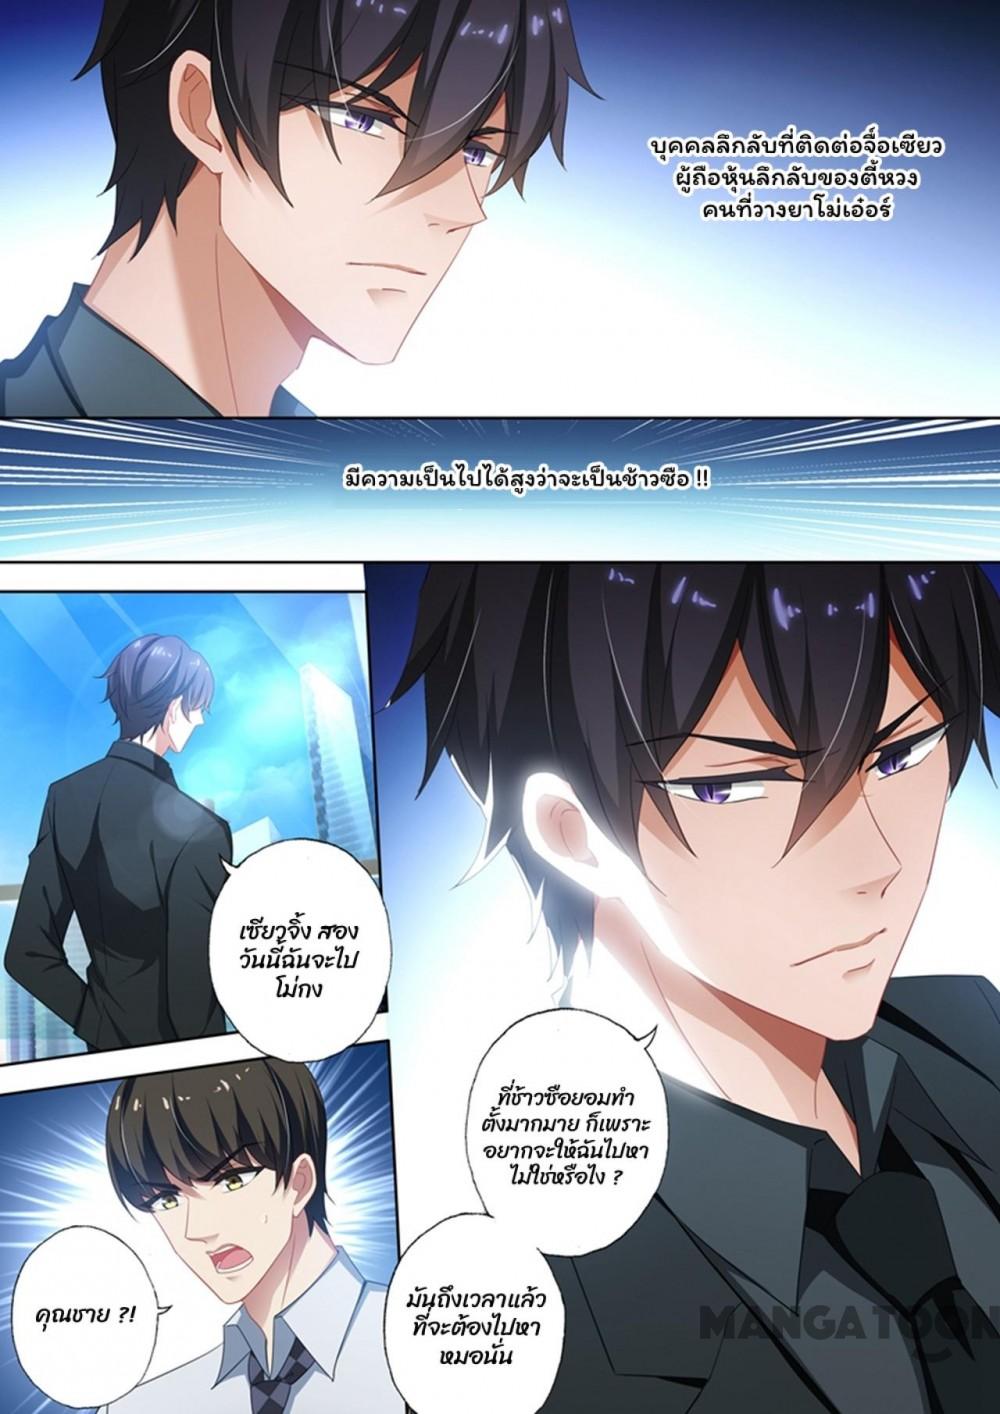 บุคคลลึกลับที่ติดต่อจื่อเซียว
ผู้ถือหุ้นลึกลับของตี้หวง
คนที่วางยาโม่เอ๋อร์
มีความเป็นไปได้สูงว่าจะเป็นช้าวซือ !!
เซียวจิ้ง สอง
วันนี้ฉันจะไป
โม่กง
ที่ช้าวซือยอมทำ
ตั้งมากมาย ก็เพราะ
อยากจะให้ฉันไปหา
ไม่ใช่หรือไง ?
คุณชาย ?!
มันถึงเวลาแล้ว
ที่จะต้องไปหา
หมอนั่น
MANGATOON